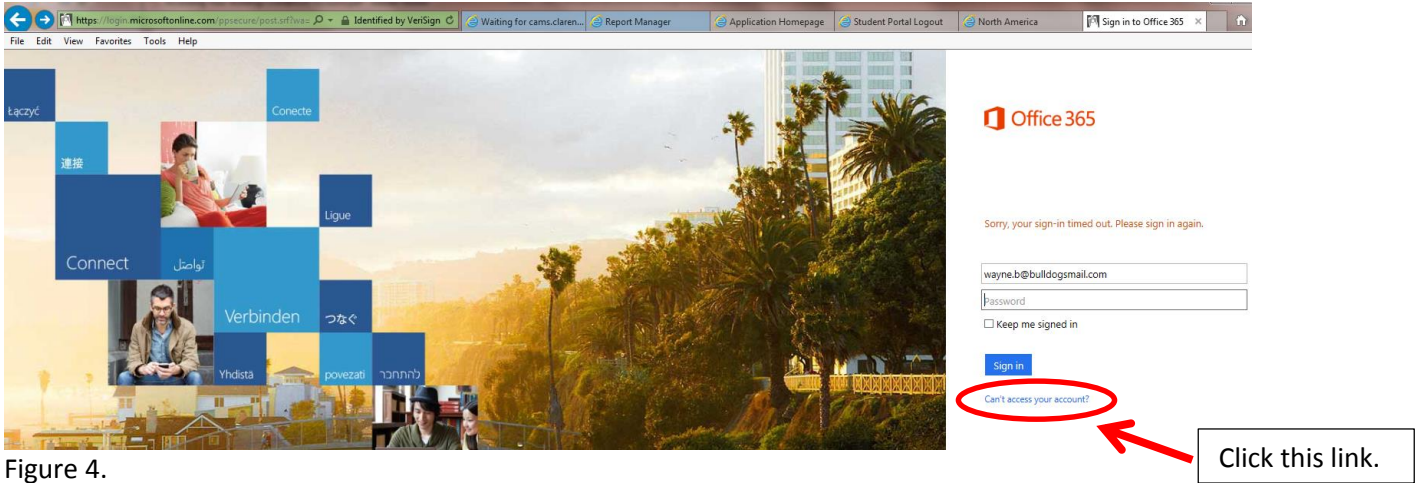 https://login.microsoftonline.com/ppsecure/post.srf?wa= Identified by VeriSign Waiting for cams.claren... Report Manager Application Homepage Student Portal Logout North America Sign in to Office 365
File Edit View Favorites Tools Help
Łączyć
Conecte
連接
Ligue
Connect
تواصَل
Verbinden
つなぐ
Yhdistä
povezati
להתחבר
Office 365
Sorry, your sign-in timed out. Please sign in again.
wayne.b@bulldogsmail.com
Password
Keep me signed in
Sign in
Can't access your account?
Click this link.
Figure 4.